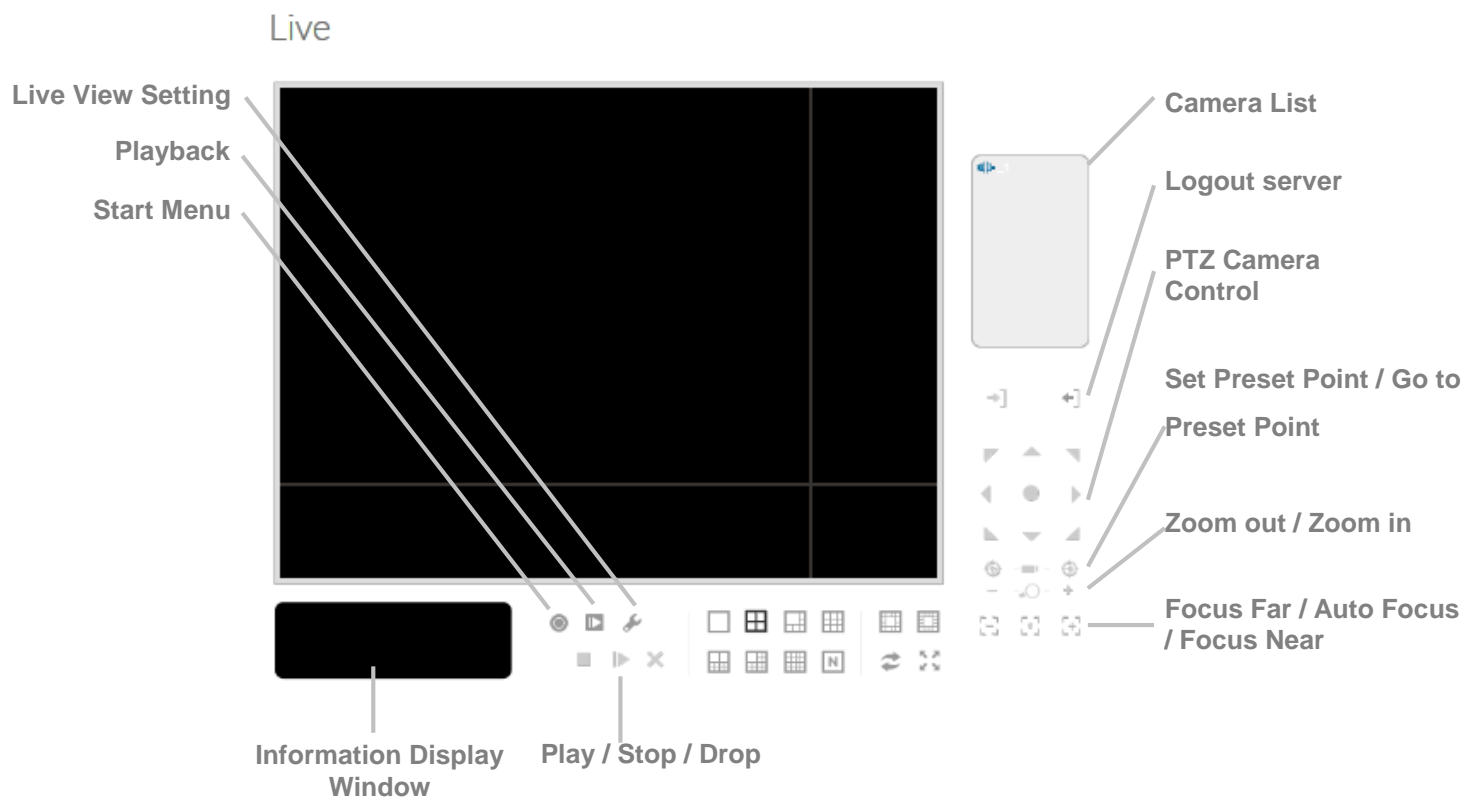 Live
Live View Setting
Playback
Start Menu
Camera List
Logout server
PTZ Camera
Control
Set Preset Point / Go to
Preset Point
Zoom out / Zoom in
Focus Far / Auto Focus
/ Focus Near
N
Information Display
Window
Play / Stop / Drop